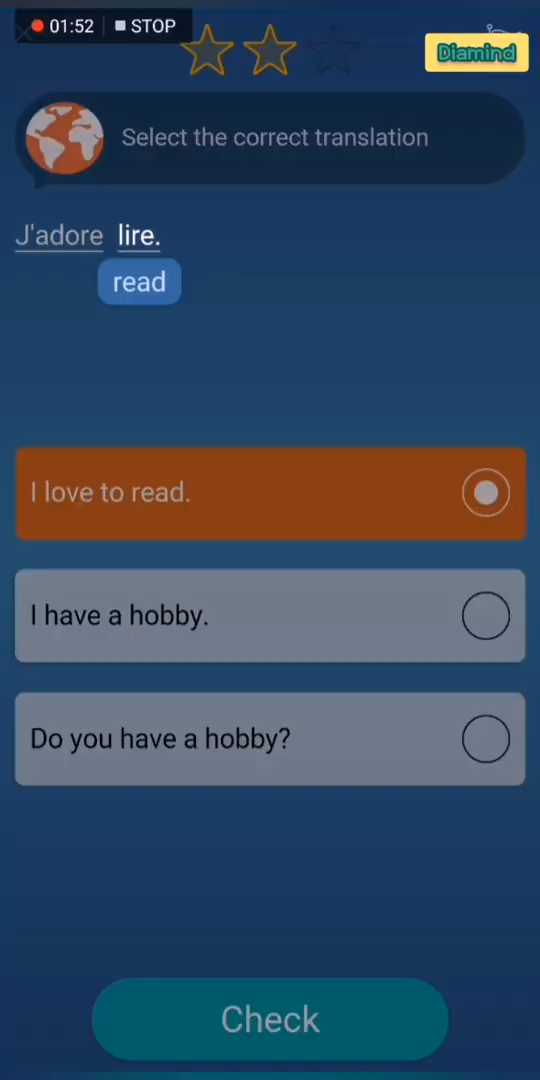 01:52 STOP
Diamind
Select the correct translation
J'adore lire.
read
I love to read.
I have a hobby.
Do you have a hobby?
Check